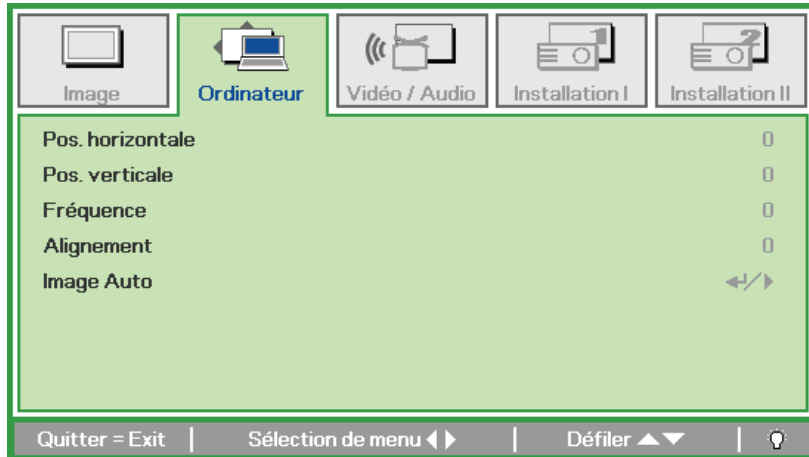 Image Ordinateur Vidéo / Audio Installation I Installation II
Pos. horizontale 0
Pos. verticale 0
Fréquence 0
Alignement 0
Image Auto
Quitter = Exit Sélection de menu Défiler